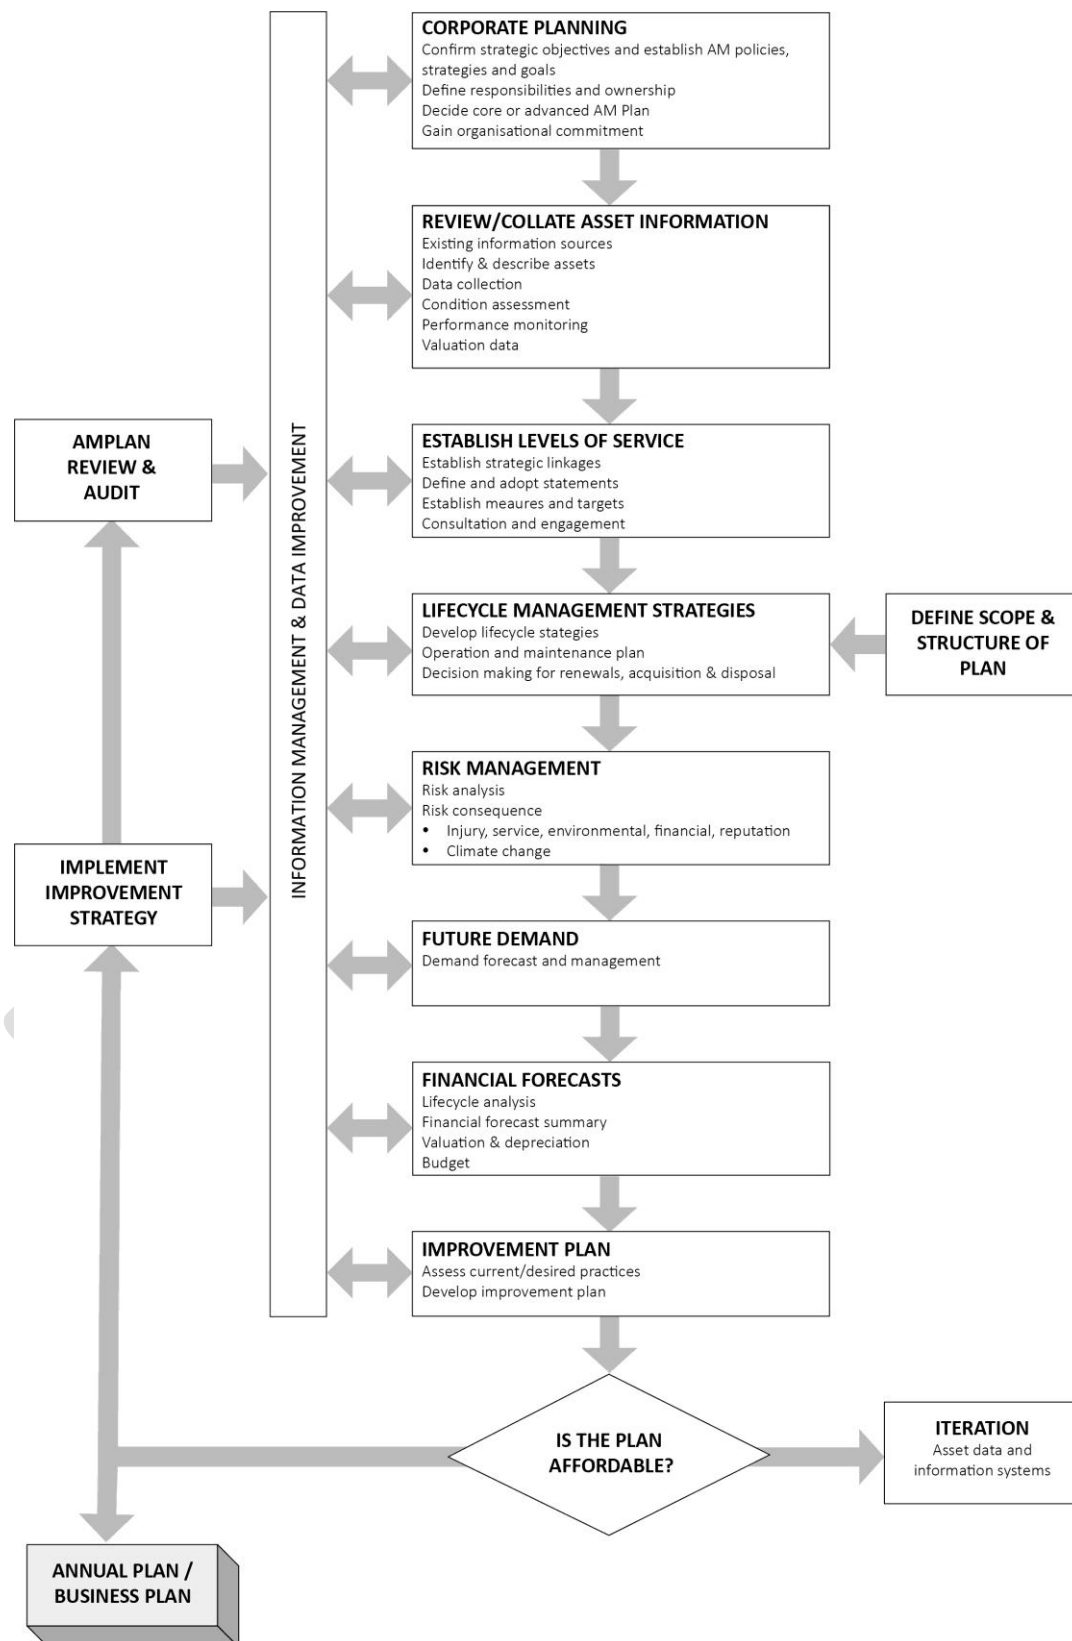 CORPORATE PLANNING
Confirm strategic objectives and establish AM policies,
strategies and goals
Define responsibilities and ownership
Decide core or advanced AM Plan
Gain organisational commitment
REVIEW/COLLATE ASSET INFORMATION
Existing information sources
Identify & describe assets
Data collection
Condition assessment
Performance monitoring
Valuation data
AMPLAN
REVIEW &
AUDIT
INFORMATION MANAGEMENT & DATA IMPROVEMENT
ESTABLISH LEVELS OF SERVICE
Establish strategic linkages
Define and adopt statements
Establish meaures and targets
Consultation and engagement
LIFECYCLE MANAGEMENT STRATEGIES
Develop lifecycle stategies
Operation and maintenance plan
Decision making for renewals, acquisition & disposal
DEFINE SCOPE &
STRUCTURE OF
PLAN
RISK MANAGEMENT
Risk analysis
Risk consequence
• Injury, service, environmental, financial, reputation
• Climate change
IMPLEMENT
IMPROVEMENT
STRATEGY
FUTURE DEMAND
Demand forecast and management
FINANCIAL FORECASTS
Lifecycle analysis
Financial forecast summary
Valuation & depreciation
Budget
IMPROVEMENT PLAN
Assess current/desired practices
Develop improvement plan
IS THE PLAN
AFFORDABLE?
ITERATION
Asset data and
information systems
ANNUAL PLAN /
BUSINESS PLAN